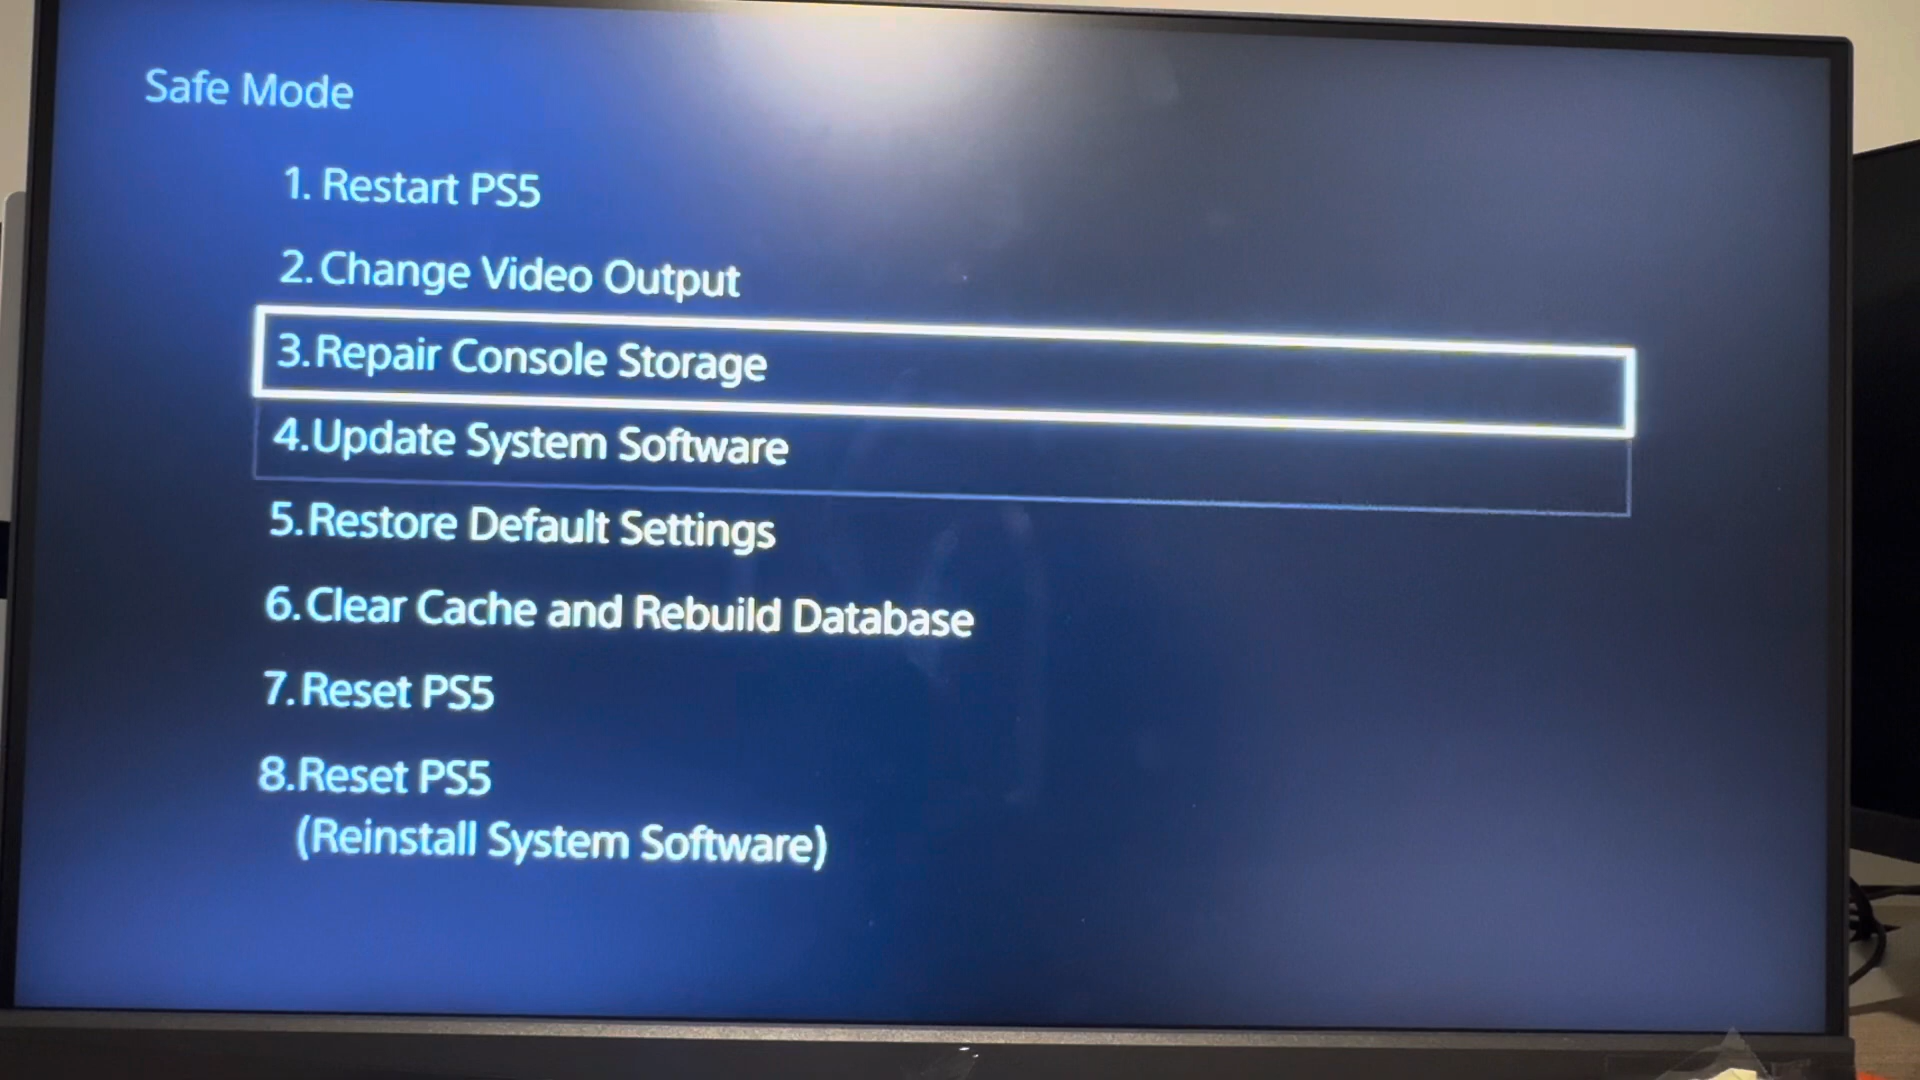 Safe Mode
1. Restart PS5
2. Change Video Output
3. Repair Console Storage
4. Update System Software
5. Restore Default Settings
6. Clear Cache and Rebuild Database
7. Reset PS5
8. Reset PS5
(Reinstall System Software)